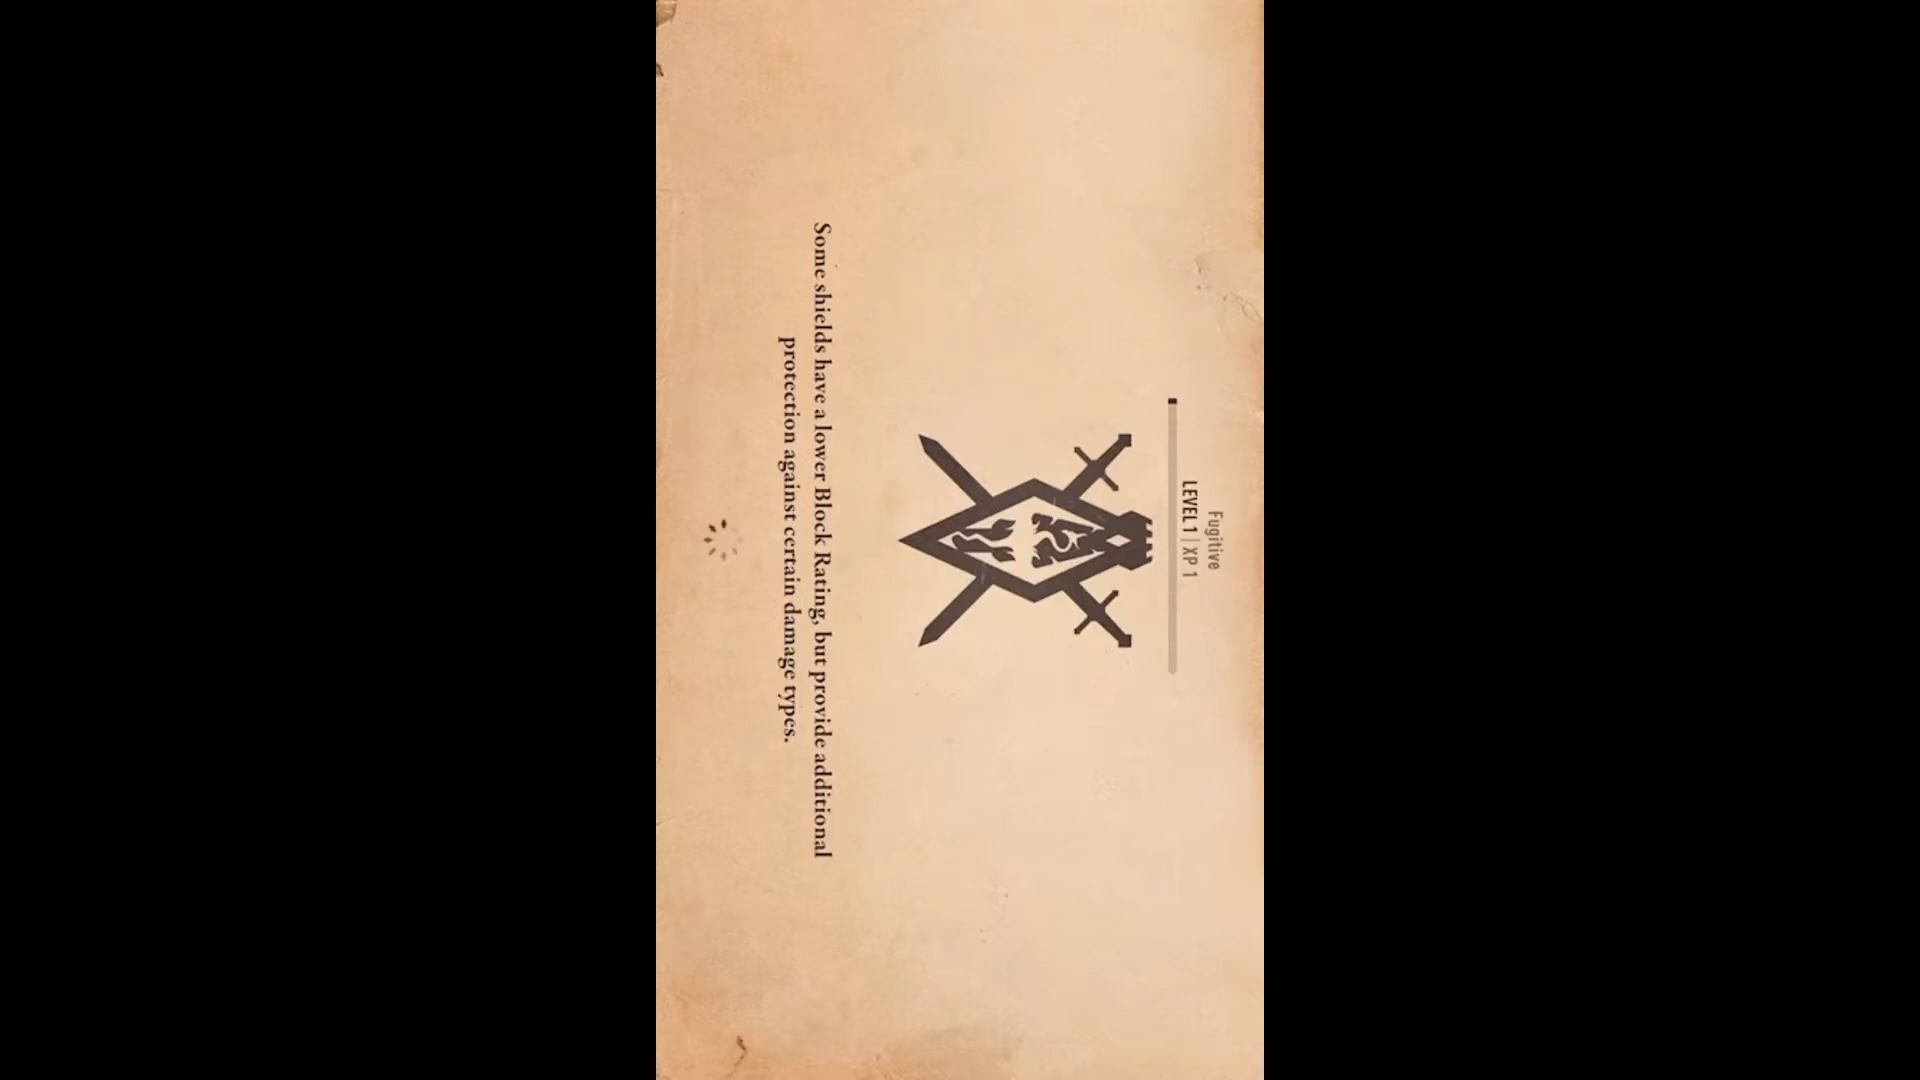 Fugitive
LEVEL 1 | XP 1
Some shields have a lower Block Rating, but provide additional
protection against certain damage types.